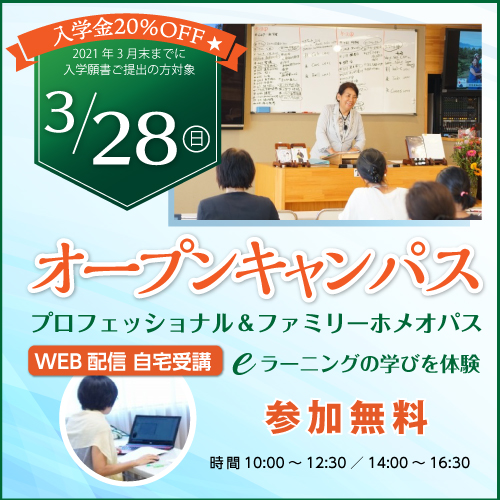 入学金20%OFF★
2021年3月末までに
入学願書ご提出の方対象
3/28日
オープンキャンパス
プロフェッショナル＆ファミリーホメオパス
WEB配信 自宅受講
eラーニングの学びを体験
参加無料
時間 10:00 ～ 12:30 ／ 14:00 ～ 16:30